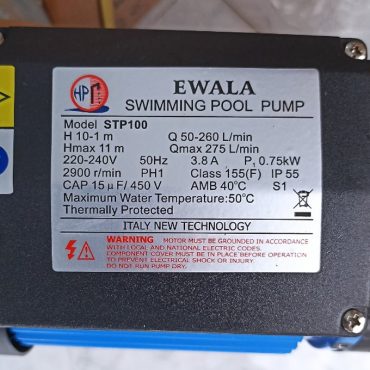 HPT
EWALA
SWIMMING POOL PUMP
Model STP100
H 10-1 m Q 50-260 L/min
Hmax 11 m Qmax 275 L/min
220-240V 50Hz 3.8 A P₁ 0.75kW
2900 r/min PH1 Class 155(F) IP 55
CAP 15 μF/ 450 V AMB 40°C S1
Maximum Water Temperature:50°C
Thermally Protected
ITALY NEW TECHNOLOGY
WARNING MOTOR MUST BE GROUNDED IN ACCORDANCE
WITH LOCAL AND NATIONAL ELECTRIC CODES.
COMPONENT COVER MUST BE IN PLACE BEFORE OPERATION
TO PREVENT ELECTRICAL SHOCK OR INJURY.
DO NOT RUN PUMP DRY.